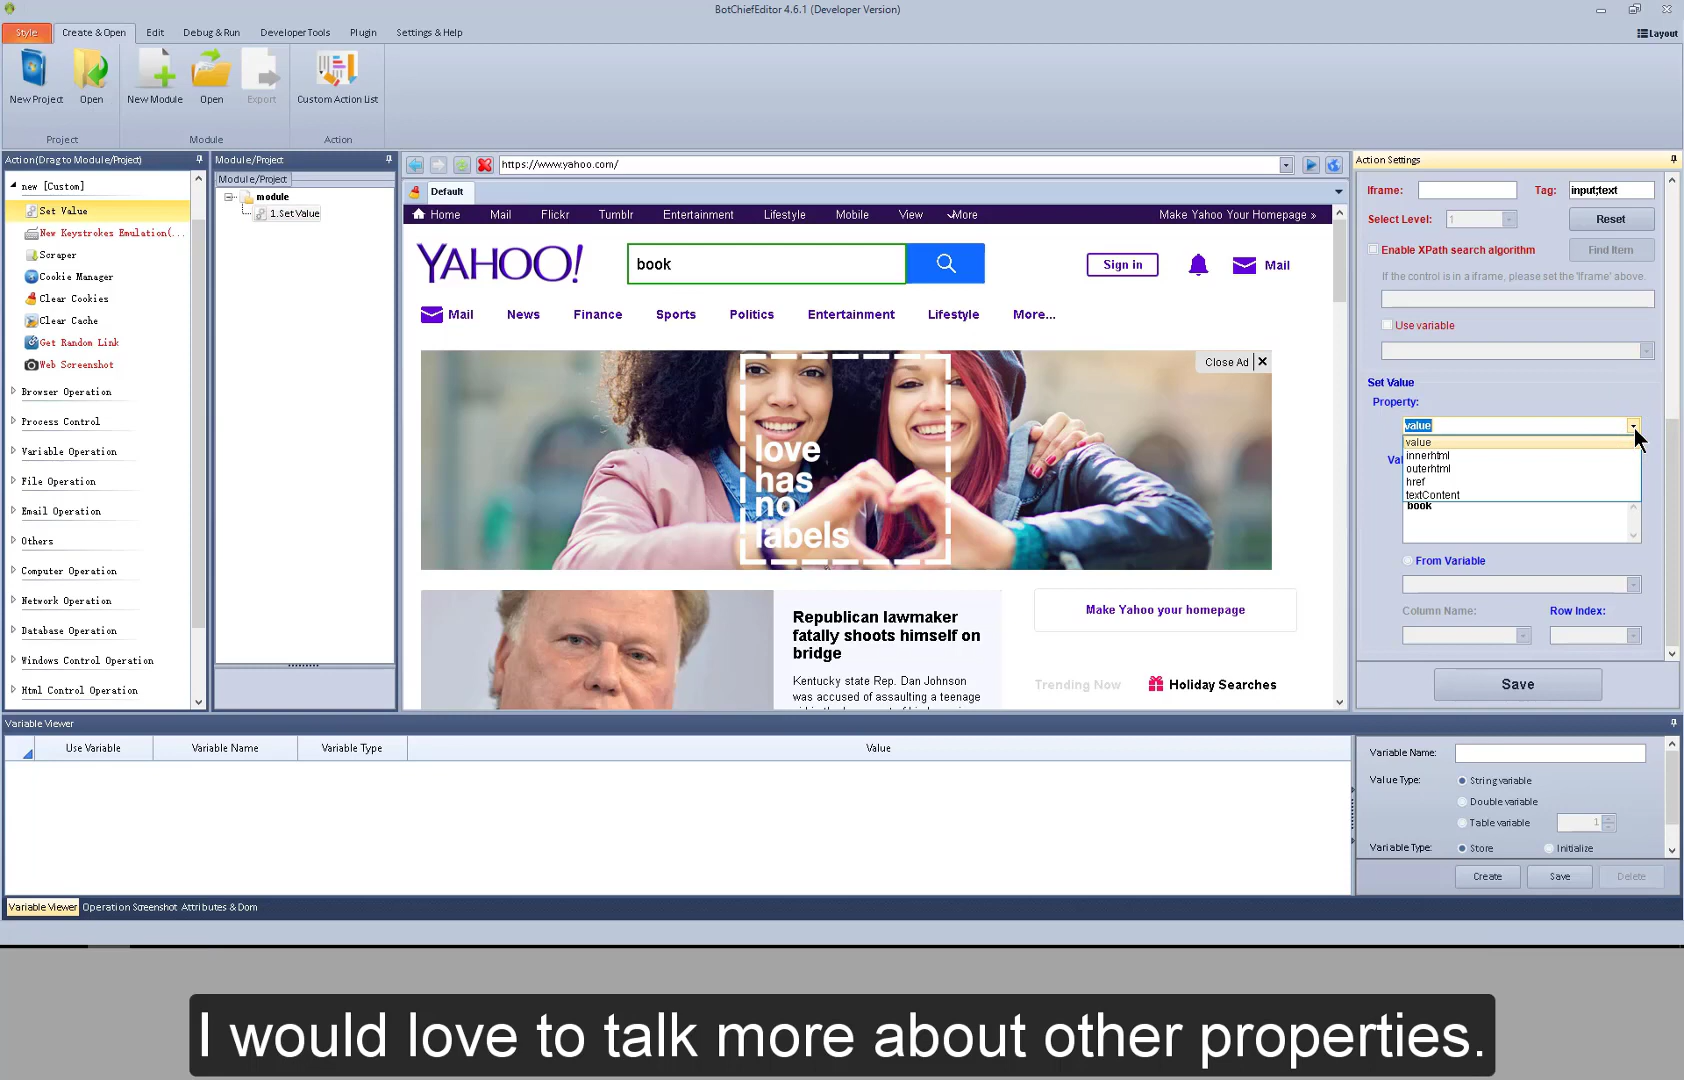 BotChiefEditor 4.6.1 (Developer Version)
Style
Create & Open
Edit
Debug & Run
Developer Tools
Plugin
Settings & Help
Layout
New Project
Open
New Module
Open
Export
Custom Action List
Project
Module
Action
Action(Drag to Module/Project)
new [Custom]
Set Value
New Keystrokes Emulation(...
Scraper
Cookie Manager
Clear Cookies
Clear Cache
Get Random Link
Web Screenshot
Browser Operation
Process Control
Variable Operation
File Operation
Email Operation
Others
Computer Operation
Network Operation
Database Operation
Windows Control Operation
Html Control Operation
Module/Project
Module/Project
module
1.Set Value
https://www.yahoo.com/
Default
Home
Mail
Flickr
Tumblr
Entertainment
Lifestyle
Mobile
View
More
Make Yahoo Your Homepage »
YAHOO!
book
Sign in
Mail
Mail
News
Finance
Sports
Politics
Entertainment
Lifestyle
More...
Close Ad
love
has
no
labels
Republican lawmaker
fatally shoots himself on
bridge
Kentucky state Rep. Dan Johnson
was accused of assaulting a teenage
Make Yahoo your homepage
Trending Now
Holiday Searches
Action Settings
Iframe:
Tag:
input;text
Select Level:
1
Reset
Enable XPath search algorithm
Find Item
If the control is in a iframe, please set the 'Iframe' above.
Use variable
Set Value
Property:
value
value
innerhtml
outerhtml
href
textContent
Val
book
From Variable
Column Name:
Row Index:
Save
Variable Viewer
Use Variable
Variable Name
Variable Type
Value
Variable Name:
Value Type:
String variable
Double variable
Table variable
1
Variable Type:
Store
Initialize
Create
Save
Delete
Variable Viewer
Operation Screenshot
Attributes & Dom
I would love to talk more about other properties.